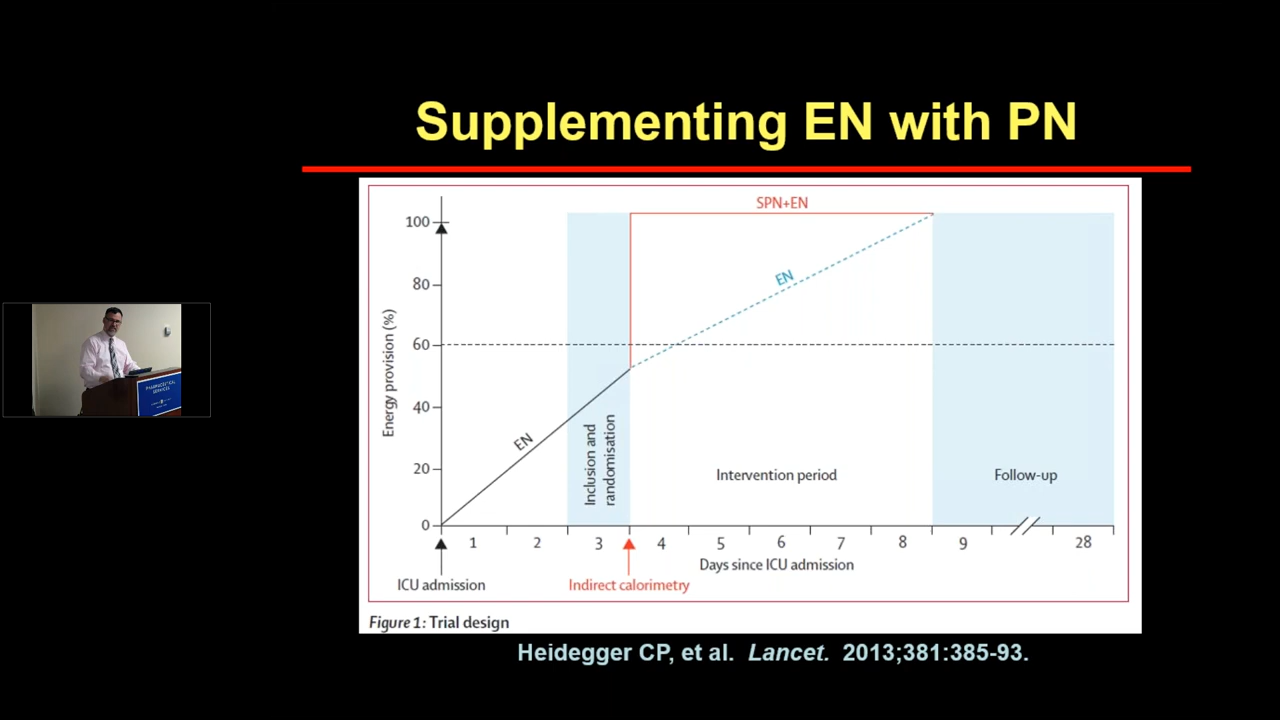 Supplementing EN with PN
SPN+EN
100
80
60
40
20
0
Energy provision (%)
EN
EN
Inclusion and
randomisation
Intervention period
Follow-up
1 2 3 4 5 6 7 8 9 28
Days since ICU admission
ICU admission
Indirect calorimetry
Figure 1: Trial design
Heidegger CP, et al. Lancet. 2013;381:385-93.
PHARMACEUTICAL
SERVICES